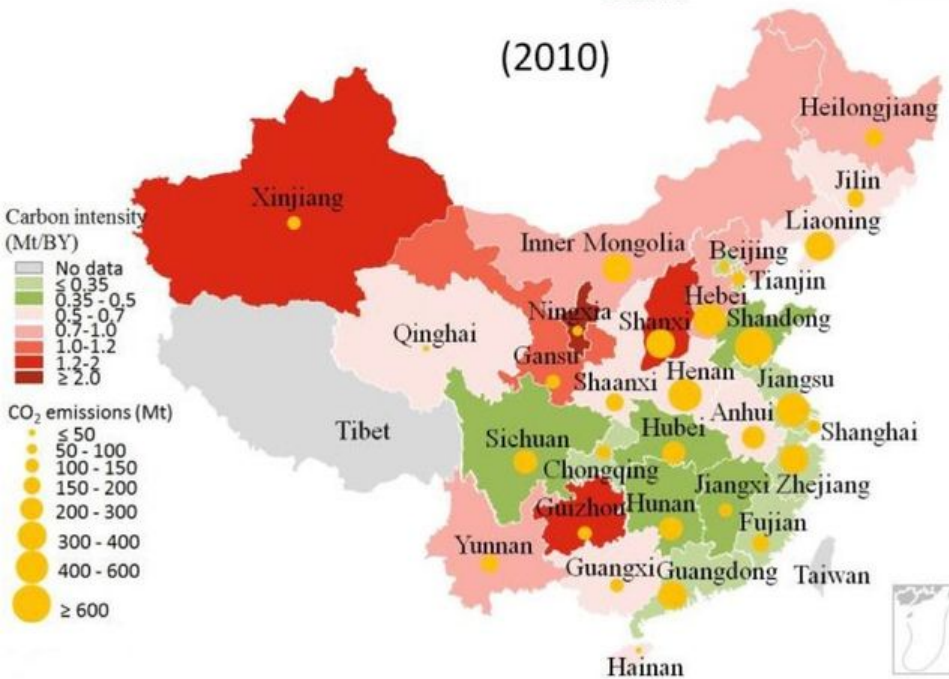 (2010)
Heilongjiang
Jilin
Xinjiang
Liaoning
Carbon intensity
(Mt/BY)
No data
≤ 0.35
0.35 - 0.5
0.5 - 0.7
0.7-1.0
1.0-1.2
1.2-2
≥ 2.0
Inner Mongolia
Beijing
Tianjin
Ningxia
Hebei
Qinghai
Shanxi
Shandong
Gansu
Shaanxi
Henan
Jiangsu
CO₂ emissions (Mt)
≤ 50
50 - 100
100 - 150
150 - 200
200 - 300
300 - 400
400 - 600
≥ 600
Tibet
Anhui
Sichuan
Hubei
Shanghai
Chongqing
Jiangxi
Zhejiang
Guizhou
Hunan
Fujian
Yunnan
Guangxi
Guangdong
Taiwan
Hainan